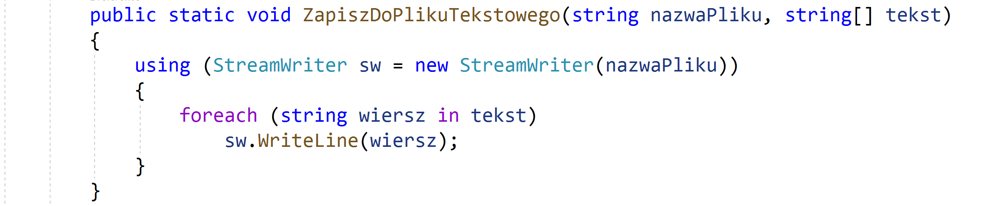 public static void ZapiszDoPlikuTekstowego(string nazwaPliku, string[] tekst)
{
using (StreamWriter sw = new StreamWriter(nazwaPliku))
{
foreach (string wiersz in tekst)
sw.WriteLine(wiersz);
}
}